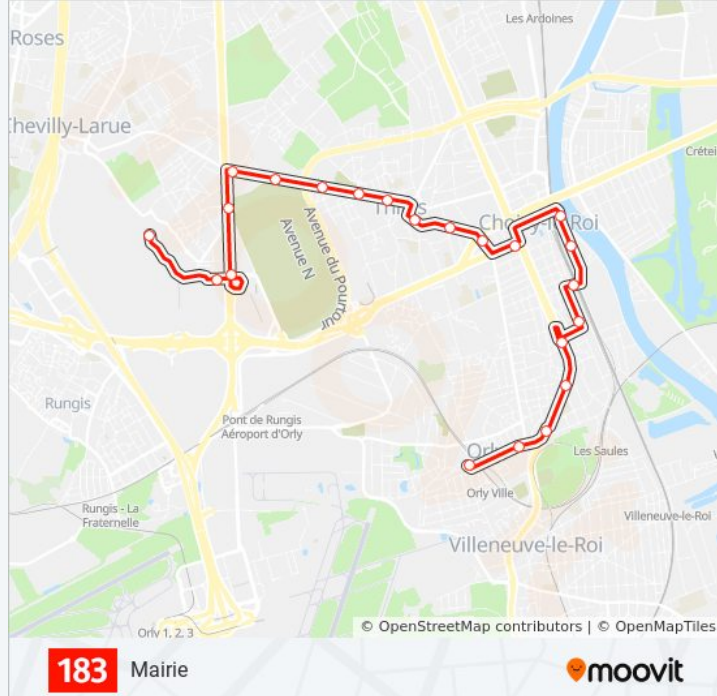 Roses
Les Ardoines
Chevilly-Larue
Créteil
Thiais
Choisy-le-Roi
Avenue N
Avenue du Pourtour
Rungis
Pont de Rungis
Aéroport d'Orly
Orly
Les Saules
Orly Ville
Rungis - La
Fraternelle
Villeneuve-le-Roi
Villeneuve-le-Roi
Orly 1, 2, 3
© OpenStreetMap contributors | © OpenMapTiles
183 Mairie
moovit